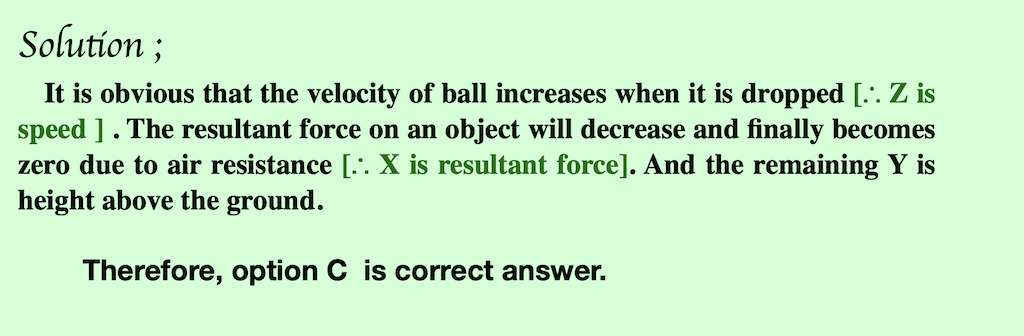 Solution ;
It is obvious that the velocity of ball increases when it is dropped [∴ Z is
speed ] . The resultant force on an object will decrease and finally becomes
zero due to air resistance [∴ X is resultant force]. And the remaining Y is
height above the ground.
Therefore, option C is correct answer.